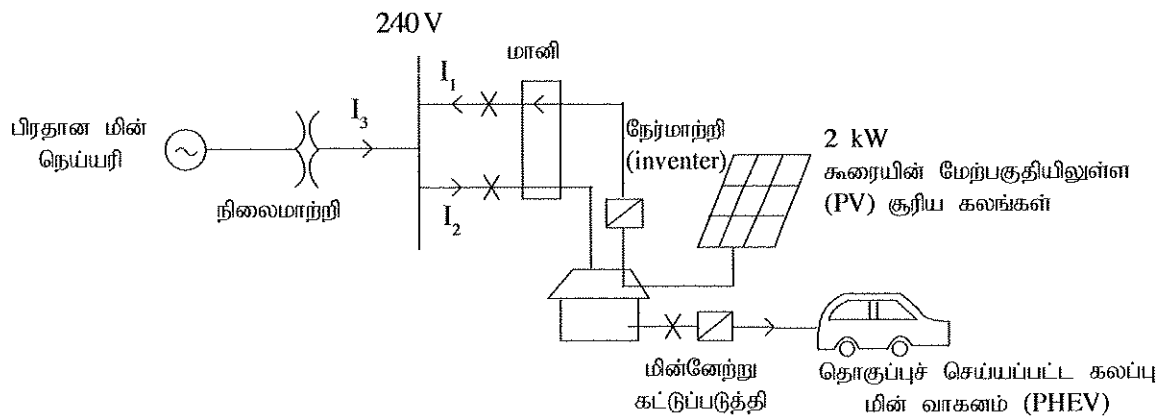 240 V
மானி
I₁
I₃
பிரதான மின்
நெய்யரி
நிலைமாற்றி
I₂
நேர்மாற்றி
(inventer)
2 kW
கூரையின் மேற்பகுதியிலுள்ள
(PV) சூரிய கலங்கள்
மின்னேற்று
கட்டுப்படுத்தி
தொகுப்புச் செய்யப்பட்ட கலப்பு
மின் வாகனம் (PHEV)